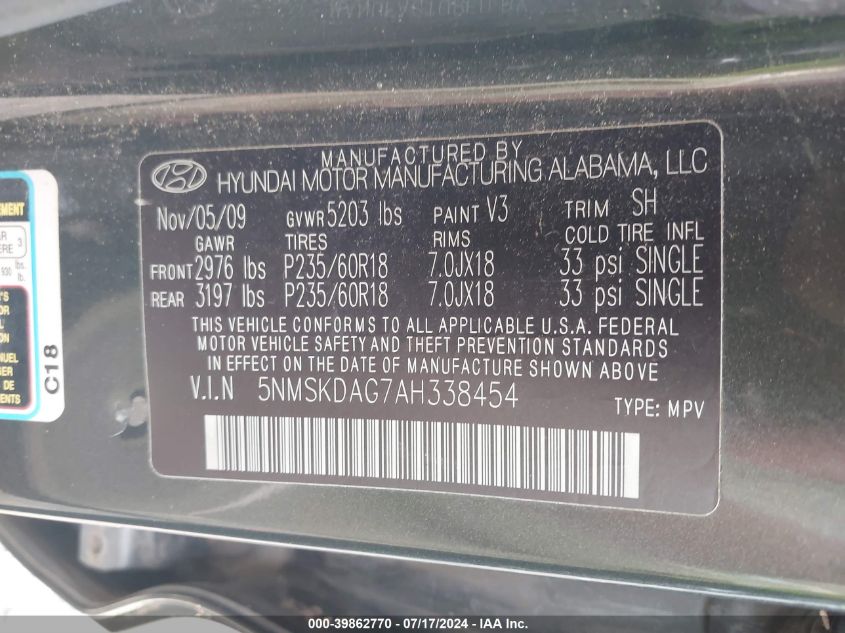 MANUFACTURED BY
HYUNDAI MOTOR MANUFACTURING ALABAMA, LLC
Nov/05/09 GVWR 5203 lbs PAINT V3 TRIM SH
GAWR TIRES RIMS COLD TIRE INFL
FRONT 2976 lbs P235/60R18 7.0JX18 33 psi SINGLE
REAR 3197 lbs P235/60R18 7.0JX18 33 psi SINGLE
THIS VEHICLE CONFORMS TO ALL APPLICABLE U.S.A. FEDERAL
MOTOR VEHICLE SAFETY AND THEFT PREVENTION STANDARDS
IN EFFECT ON THE DATE OF MANUFACTURE SHOWN ABOVE
V.I.N 5NMSKDAG7AH338454
TYPE: MPV
C18
000-39862770 - 07/17/2024 - IAAI.com